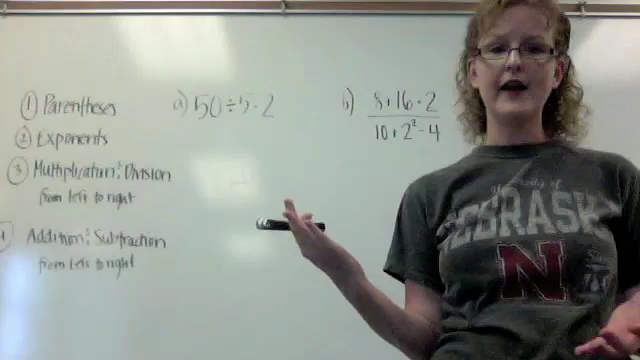 ① Parentheses
② Exponents
③ Multiplication & Division
from left to right
Addition & Subtraction
from left to right
a) 50 ÷ 5 · 2
b) 8 + 16 · 2
10 + 2² - 4
NEBRASK
N